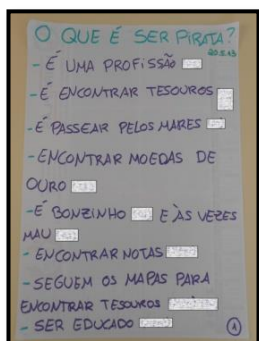 O QUE É SER PIRATA?
20.5.13
- É UMA PROFISSÃO
- É ENCONTRAR TESOUROS
- É PASSEAR PELOS MARES
- ENCONTRAR MOEDAS DE
OURO
- É BONZINHO E ÀS VEZES
MAU
- ENCONTRAR NOTAS
- SEGUEM OS MAPAS PARA
ENCONTRAR TESOUROS
- SER EDUCADO
1